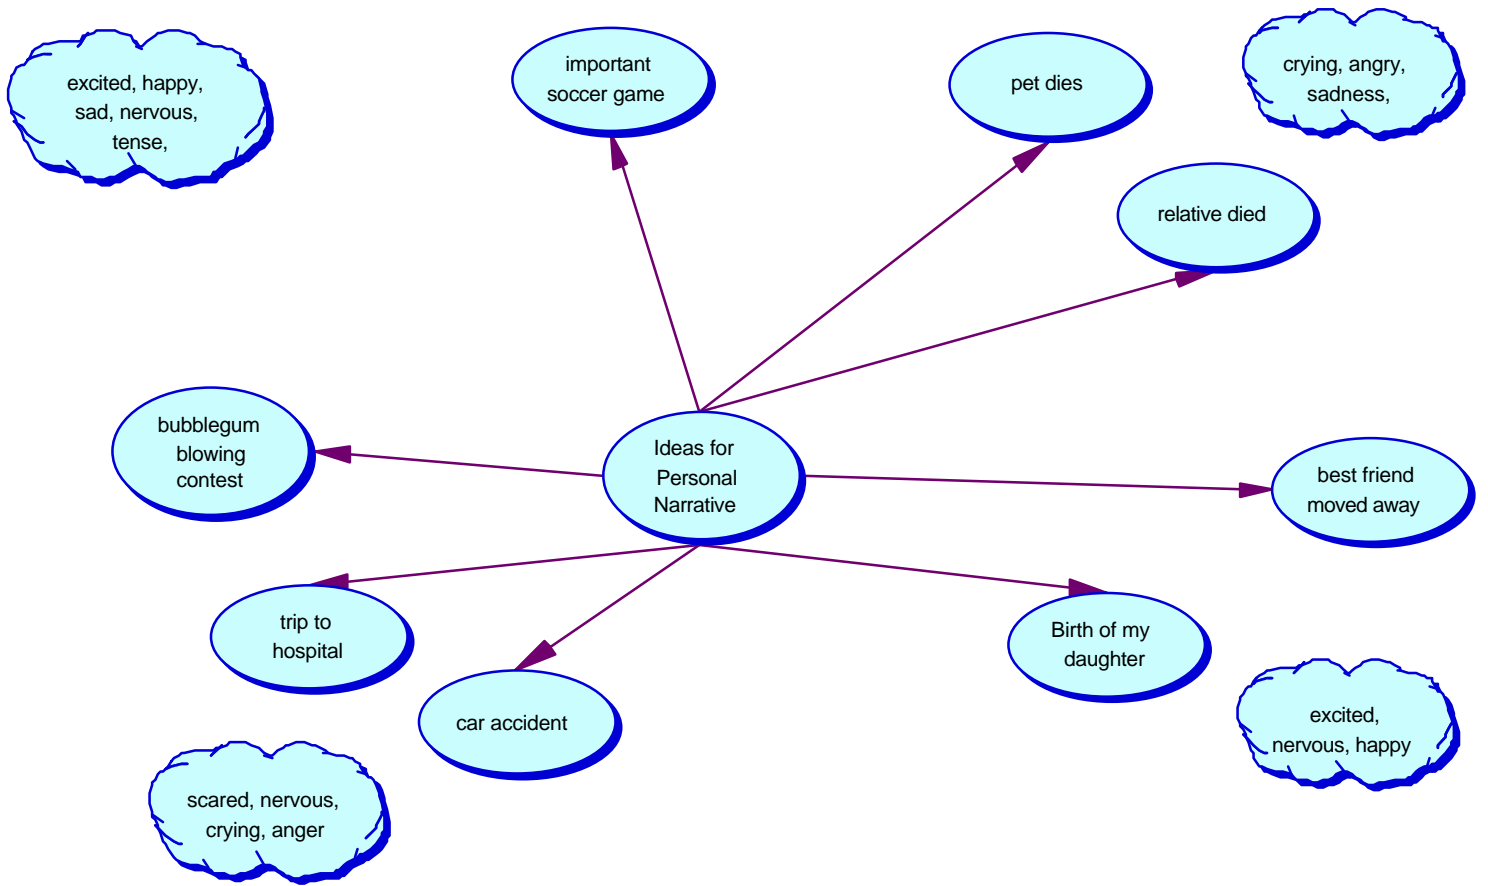 excited, happy,
sad, nervous,
tense,
important
soccer game
pet dies
crying, angry,
sadness,
relative died
bubblegum
blowing
contest
Ideas for
Personal
Narrative
best friend
moved away
trip to
hospital
car accident
Birth of my
daughter
excited,
nervous, happy
scared, nervous,
crying, anger